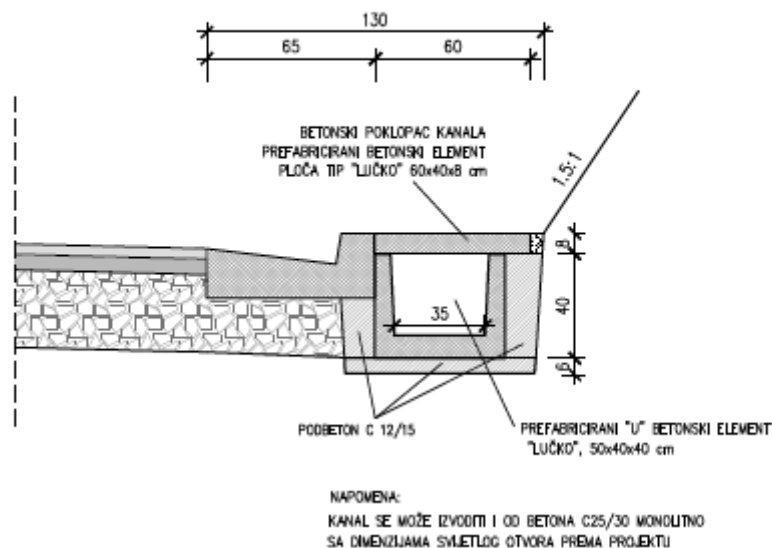 130
65
60
BETONSKI POKLOPAC KANALA
PREFABRICIRANI BETONSKI ELEMENT
PLOČA TIP "LUČKO" 60x40x8 cm
1.5:1
8
40
35
6
PODBETON C 12/15
PREFABRICIRANI "U" BETONSKI ELEMENT
"LUČKO", 50x40x40 cm
NAPOMENA:
KANAL SE MOŽE IZVODITI I OD BETONA C25/30 MONOLITNO
SA DIMENZIJAMA SVIJETLOG OTVORA PREMA PROJEKTU